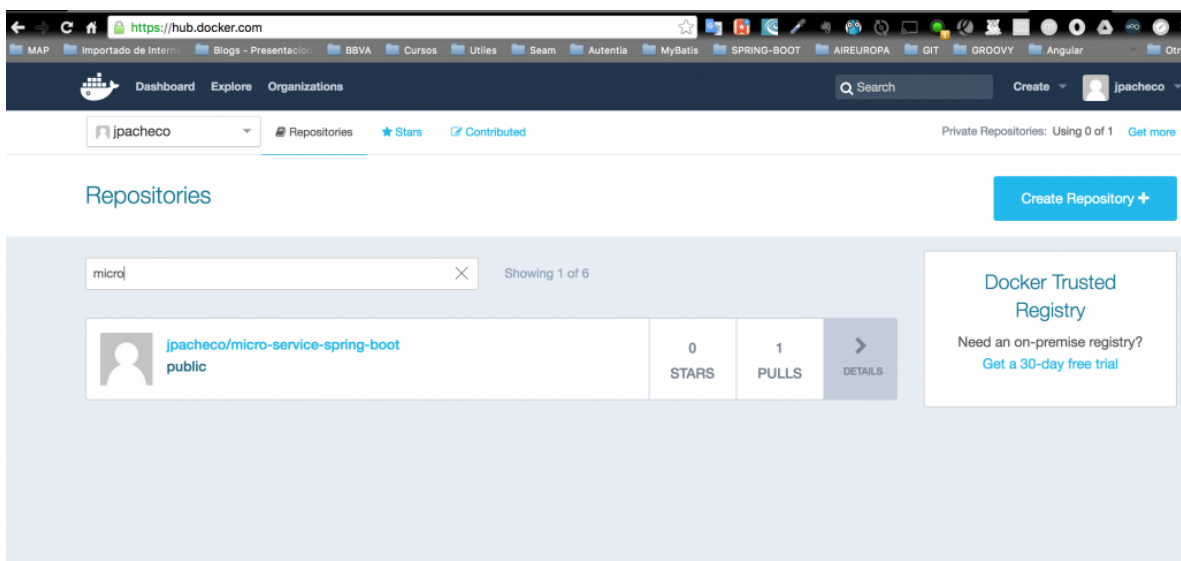 https://hub.docker.com
MAP Importado de Interne Blogs - Presentacion BBVA Cursos Utiles Seam Autentia MyBatis SPRING-BOOT AIREUROPA GIT GROOVY Angular Otr
Dashboard Explore Organizations Search Create jpacheco
jpacheco Repositories Stars Contributed Private Repositories: Using 0 of 1 Get more
Repositories
Create Repository +
micro
Showing 1 of 6
jpacheco/micro-service-spring-boot
public
0
STARS
1
PULLS
DETAILS
Docker Trusted
Registry
Need an on-premise registry?
Get a 30-day free trial